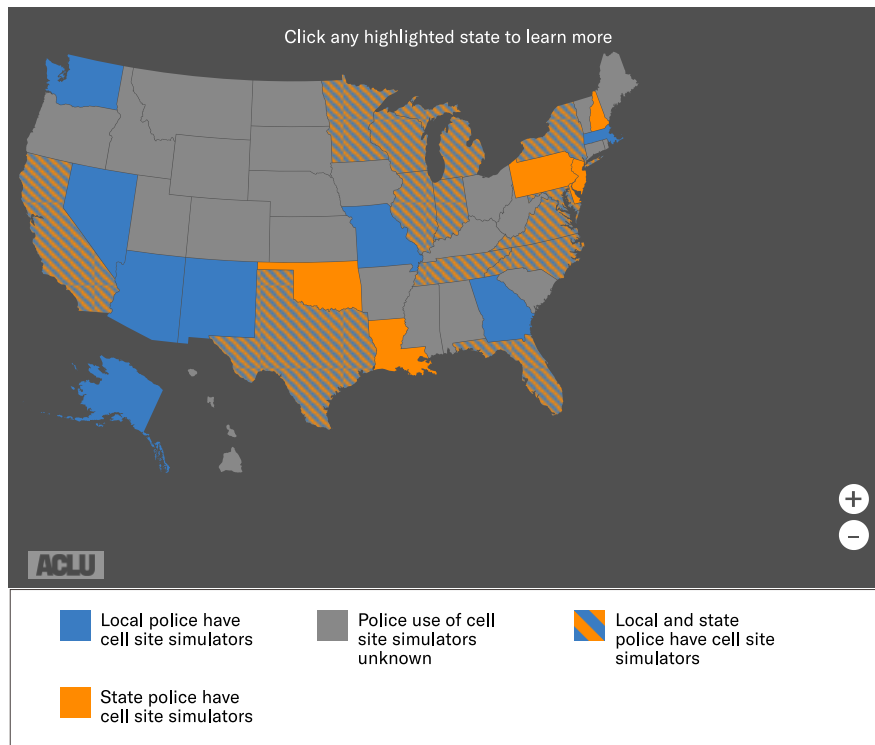 Click any highlighted state to learn more
+
−
ACLU
Local police have
cell site simulators
Police use of cell
site simulators
unknown
Local and state
police have cell site
simulators
State police have
cell site simulators